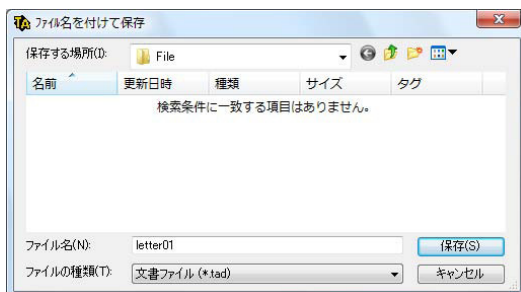 ファイル名を付けて保存
保存する場所(I):
File
名前 更新日時 種類 サイズ タグ
検索条件に一致する項目はありません。
ファイル名(N): letter01 保存(S)
ファイルの種類(T): 文書ファイル (*.tad) キャンセル